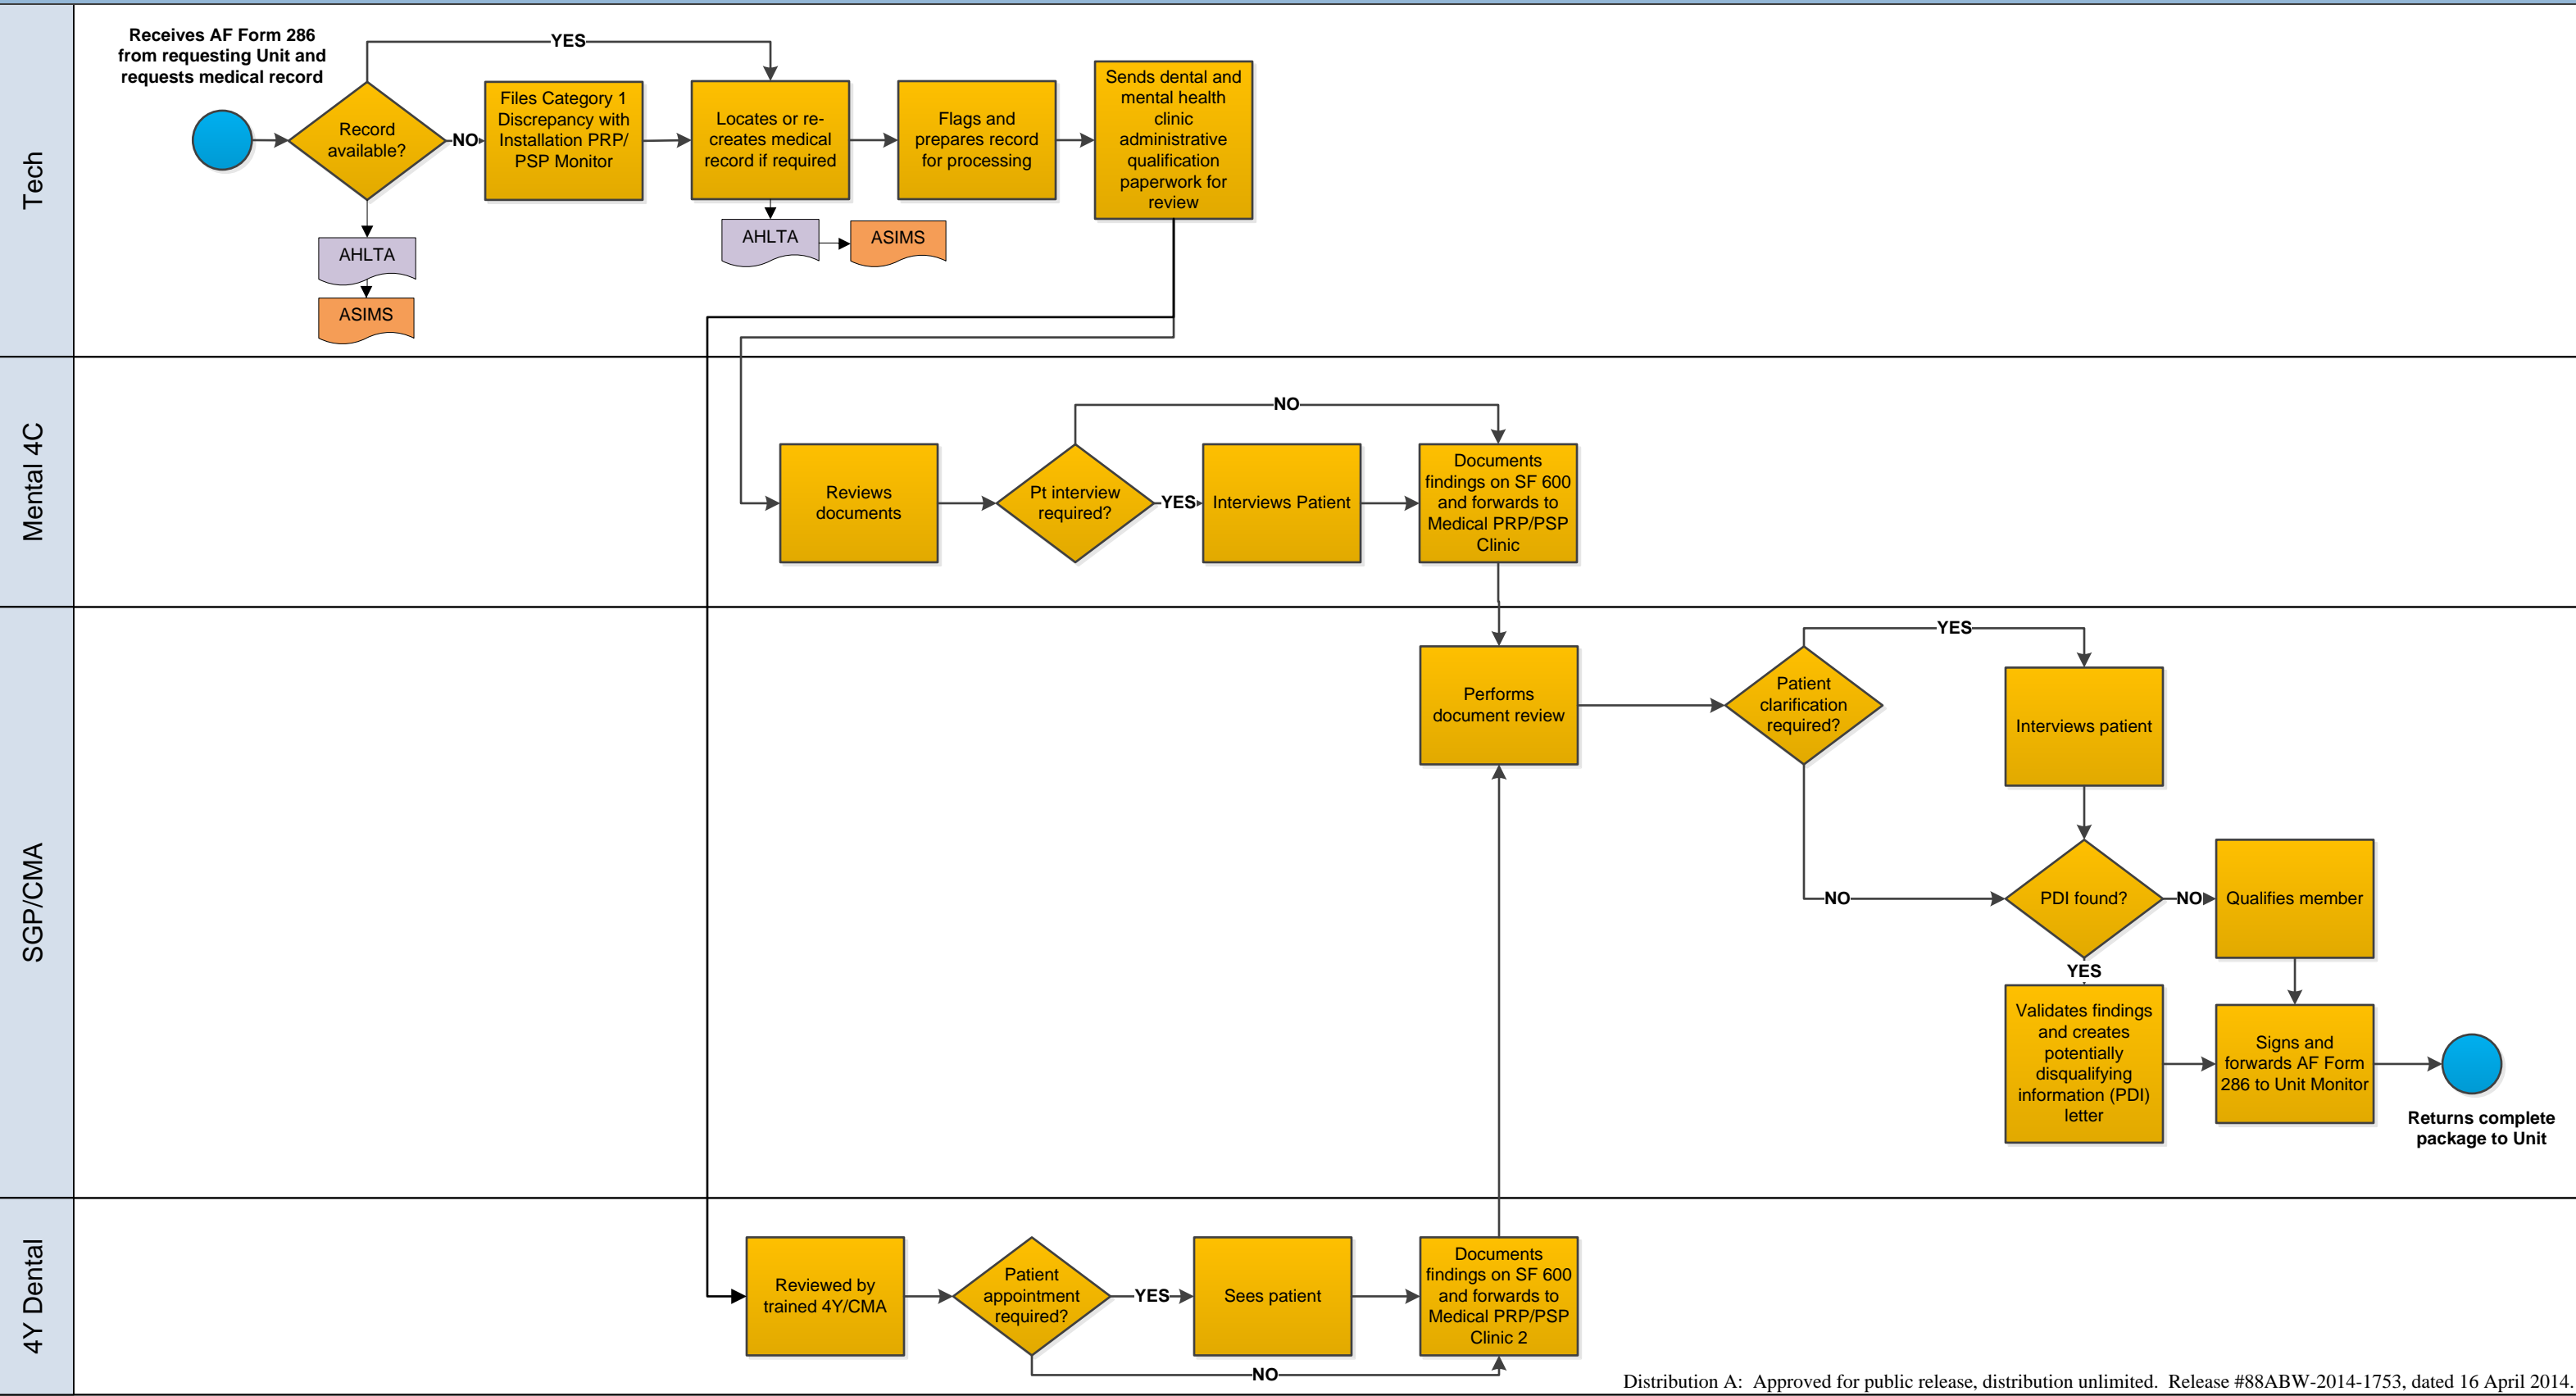 Tech
Receives AF Form 286
from requesting Unit and
requests medical record
Record
available?
YES
NO
Files Category 1
Discrepancy with
Installation PRP/
PSP Monitor
Locates or re-
creates medical
record if required
Flags and
prepares record
for processing
Sends dental and
mental health
clinic
administrative
qualification
paperwork for
review
AHLTA
ASIMS
AHLTA
ASIMS
Mental 4C
Reviews
documents
Pt interview
required?
NO
YES
Interviews Patient
Documents
findings on SF 600
and forwards to
Medical PRP/PSP
Clinic
SGP/CMA
Performs
document review
Patient
clarification
required?
YES
NO
Interviews patient
PDI found?
NO
Qualifies member
YES
Validates findings
and creates
potentially
disqualifying
information (PDI)
letter
Signs and
forwards AF Form
286 to Unit Monitor
Returns complete
package to Unit
4Y Dental
Reviewed by
trained 4Y/CMA
Patient
appointment
required?
YES
NO
Sees patient
Documents
findings on SF 600
and forwards to
Medical PRP/PSP
Clinic 2
Distribution A: Approved for public release, distribution unlimited. Release #88ABW-2014-1753, dated 16 April 2014.